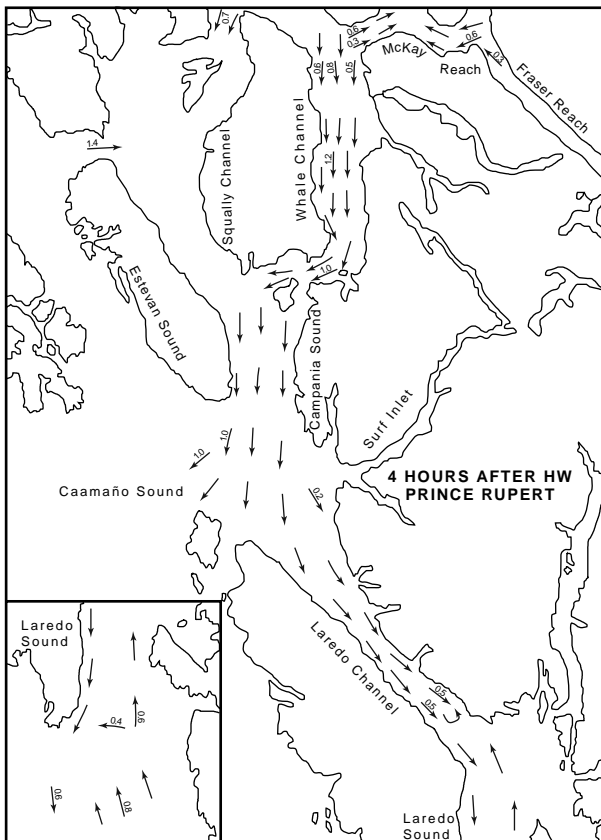 0.7
0.6
0.3
0.6
0.3
McKay
Reach
Fraser Reach
0.6
0.8
0.5
1.4
Squally Channel
Whale Channel
1.2
1.0
Estevan Sound
Campania Sound
Surf Inlet
1.0
1.0
Caamaño Sound
0.2
4 HOURS AFTER HW
PRINCE RUPERT
Laredo Channel
0.5
0.5
Laredo
Sound
Laredo
Sound
0.4
0.6
0.6
0.8